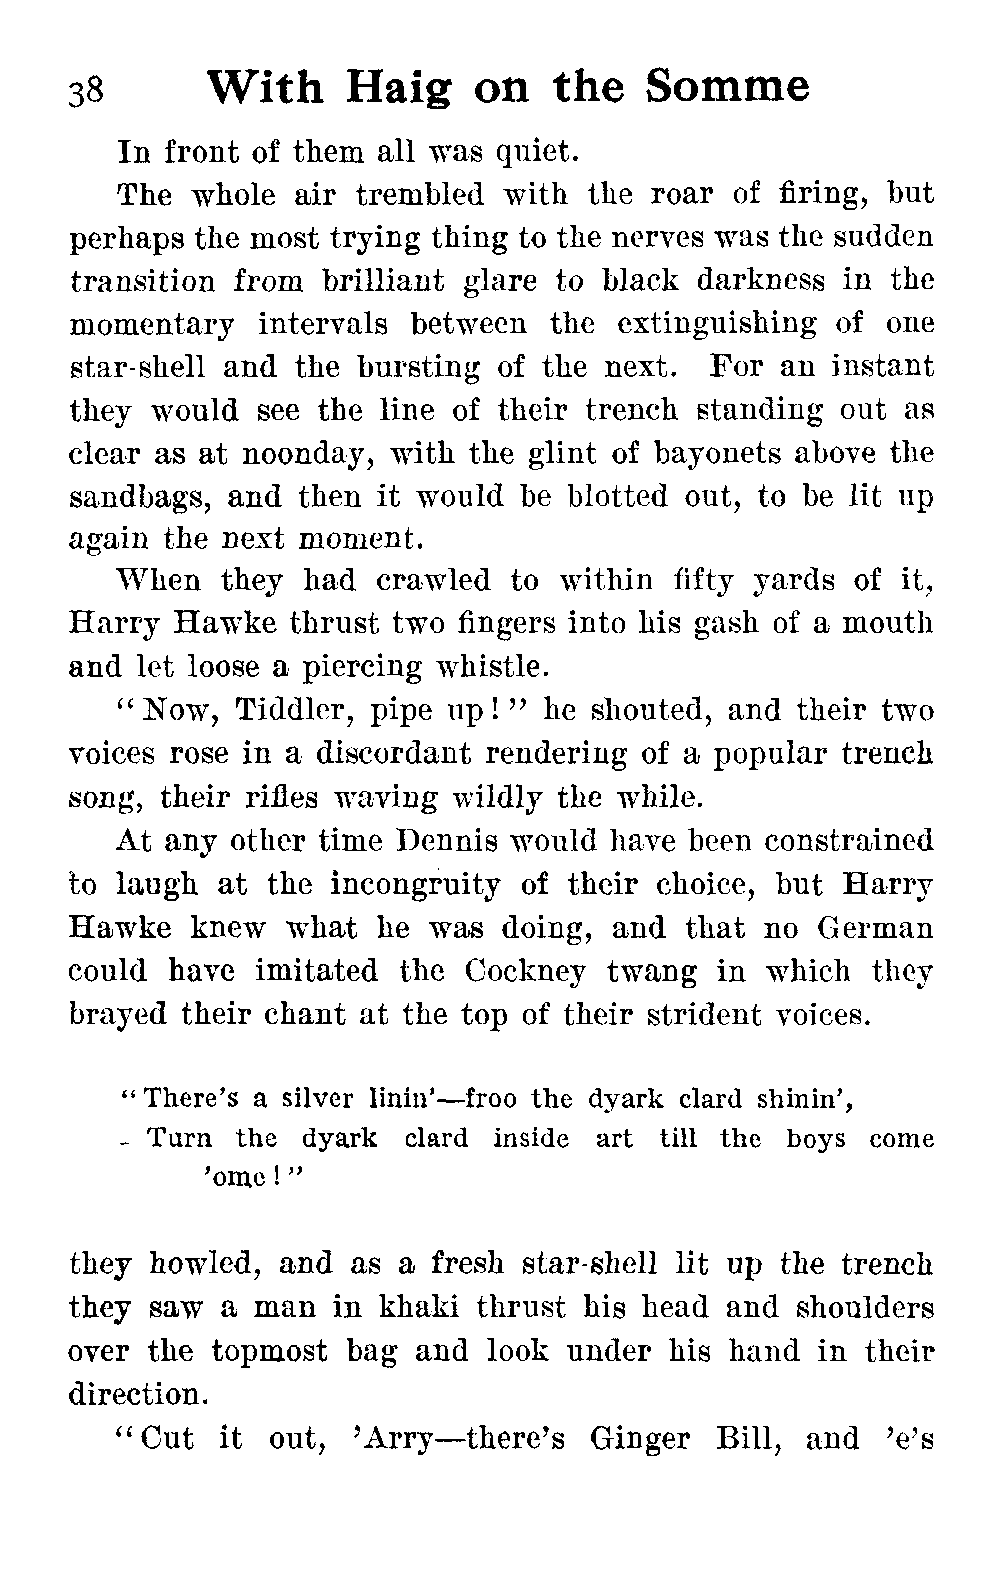 38 With Haig on the Somme
In front of them all was quiet.
The whole air trembled with the roar of firing, but
perhaps the most trying thing to the nerves was the sudden
transition from brilliant glare to black darkness in the
momentary intervals between the extinguishing of one
star-shell and the bursting of the next. For an instant
they would see the line of their trench standing out as
clear as at noonday, with the glint of bayonets above the
sandbags, and then it would be blotted out, to be lit up
again the next moment.
When they had crawled to within fifty yards of it,
Harry Hawke thrust two fingers into his gash of a mouth
and let loose a piercing whistle.
“Now, Tiddler, pipe up!” he shouted, and their two
voices rose in a discordant rendering of a popular trench
song, their rifles waving wildly the while.
At any other time Dennis would have been constrained
to laugh at the incongruity of their choice, but Harry
Hawke knew what he was doing, and that no German
could have imitated the Cockney twang in which they
brayed their chant at the top of their strident voices.
“There’s a silver linin’—froo the dyark clard shinin’,
Turn the dyark clard inside art till the boys come
’ome!”
they howled, and as a fresh star-shell lit up the trench
they saw a man in khaki thrust his head and shoulders
over the topmost bag and look under his hand in their
direction.
“Cut it out, ’Arry—there’s Ginger Bill, and ’e’s